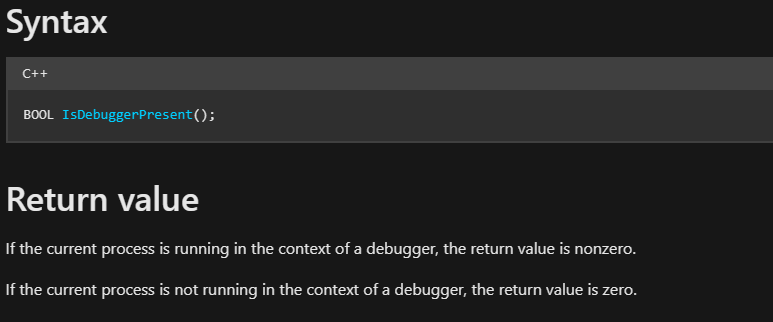 Syntax
C++
BOOL IsDebuggerPresent();
Return value
If the current process is running in the context of a debugger, the return value is nonzero.
If the current process is not running in the context of a debugger, the return value is zero.